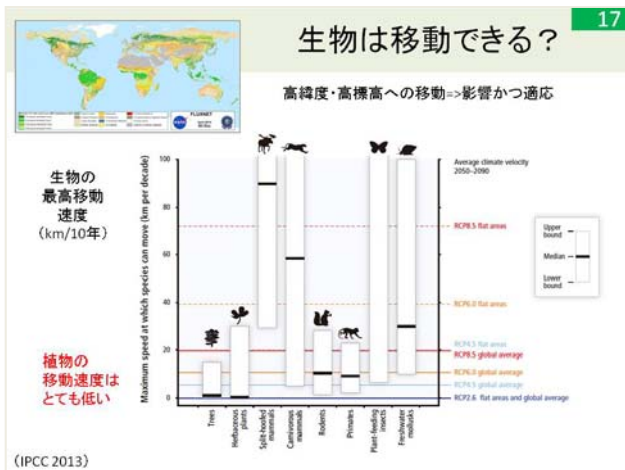 17
生物は移動できる？
高緯度・高標高への移動=>影響かつ適応
FLUXNET
生物の
最高移動
速度
(km/10年)
Maximum speed at which species can move (km per decade)
100
80
60
40
20
0
Average climate velocity
2050–2090
RCP8.5 flat areas
RCP6.0 flat areas
RCP4.5 flat areas
RCP8.5 global average
RCP6.0 global average
RCP4.5 global average
RCP2.6 flat areas and global average
Upper
bound
Median
Lower
bound
植物の
移動速度は
とても低い
Trees
Herbaceous
plants
Split-hoofed
mammals
Carnivorous
mammals
Rodents
Primates
Plant-feeding
insects
Freshwater
mollusks
(IPCC 2013)